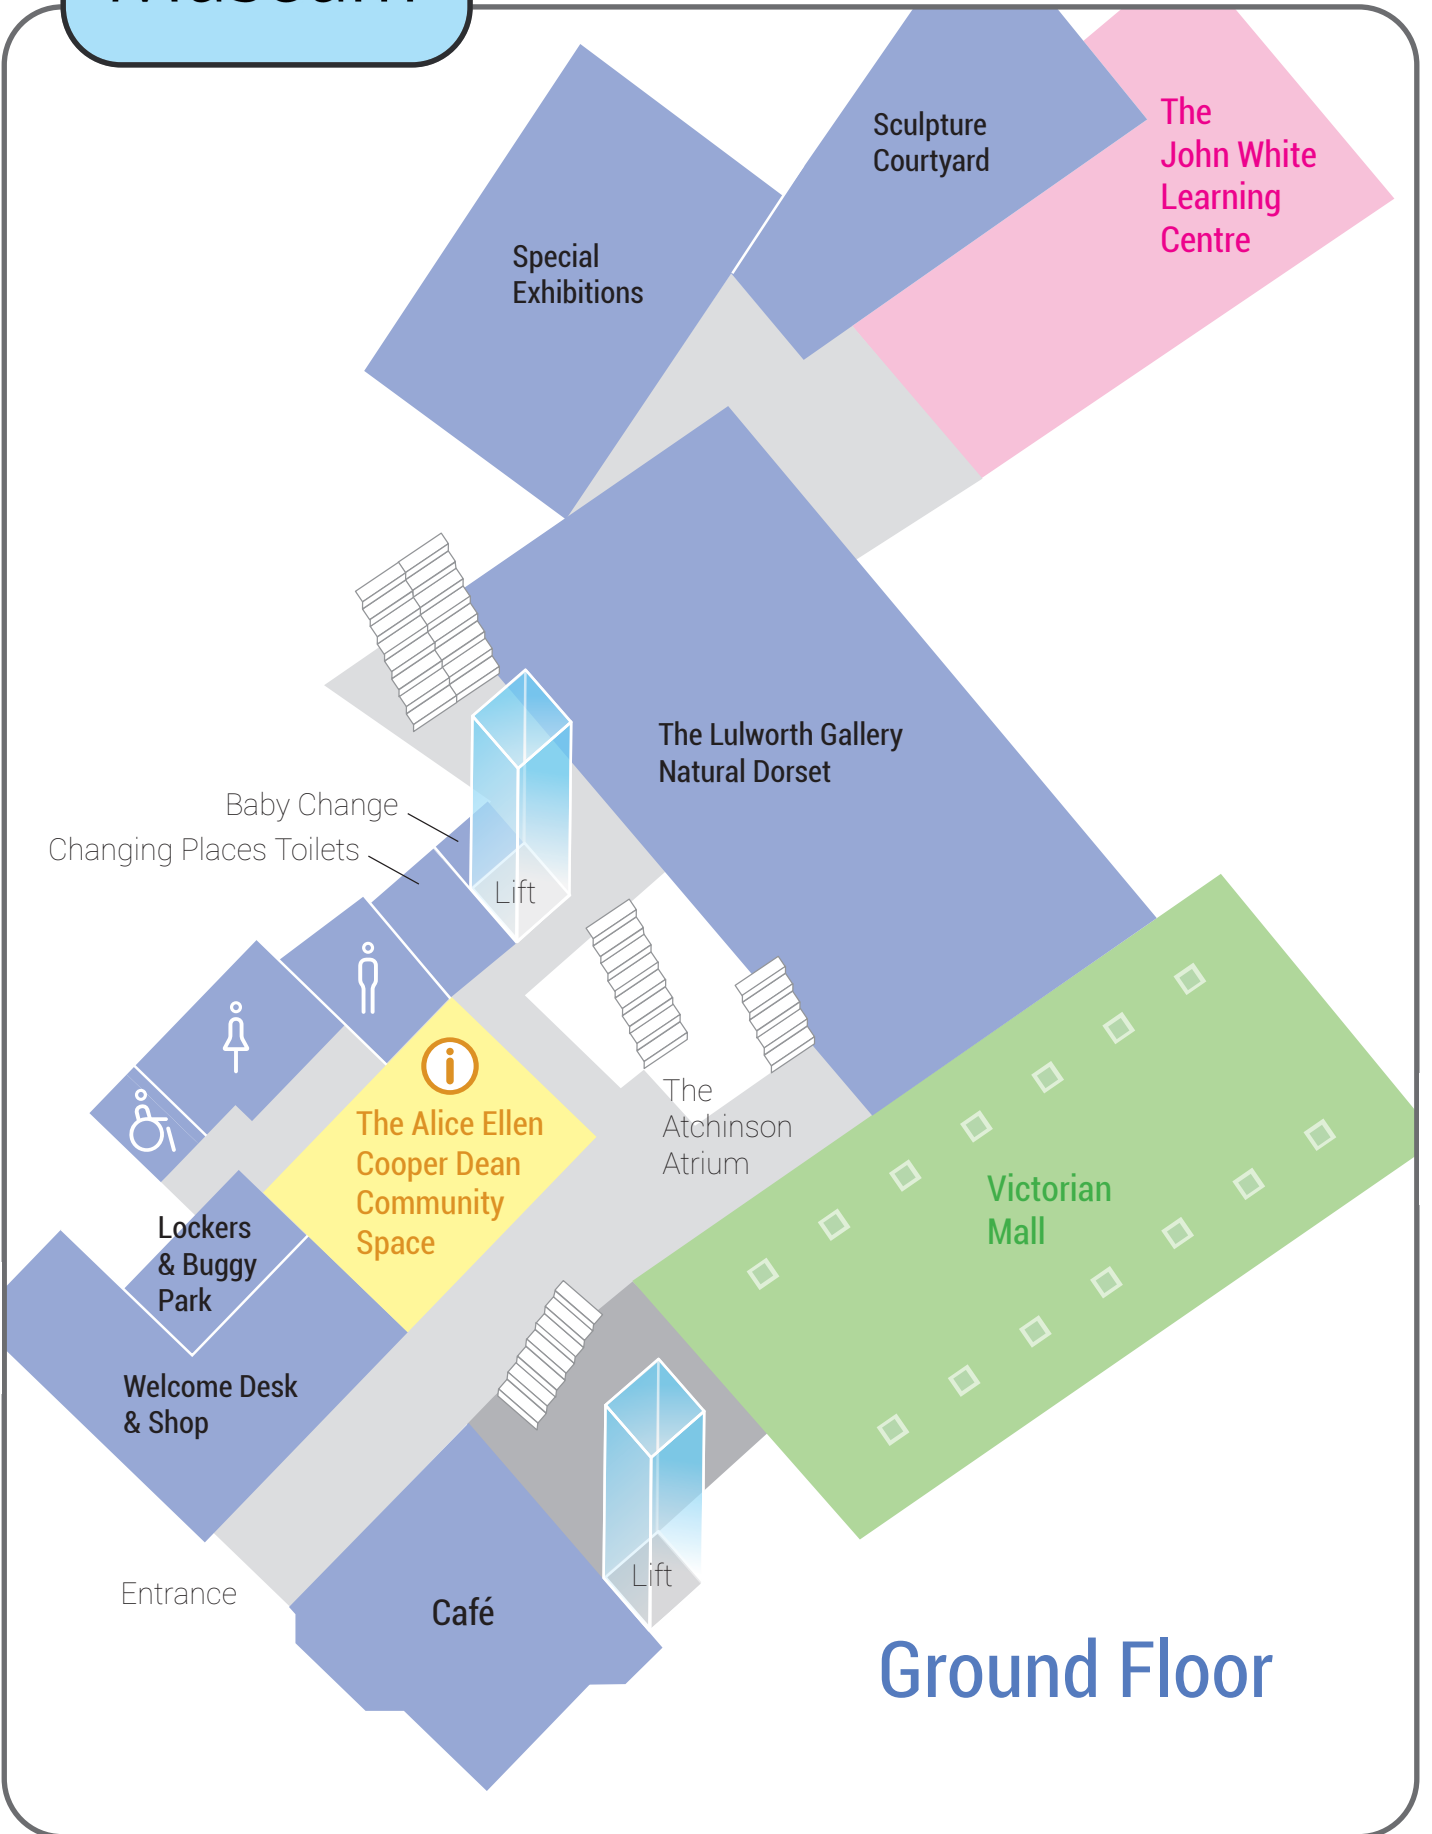 museum
Sculpture
Courtyard
The
John White
Learning
Centre
Special
Exhibitions
The Lulworth Gallery
Natural Dorset
Baby Change
Changing Places Toilets
Lift
The Alice Ellen
Cooper Dean
Community
Space
The
Atchinson
Atrium
Victorian
Mall
Lockers
& Buggy
Park
Welcome Desk
& Shop
Entrance
Café
Lift
Ground Floor